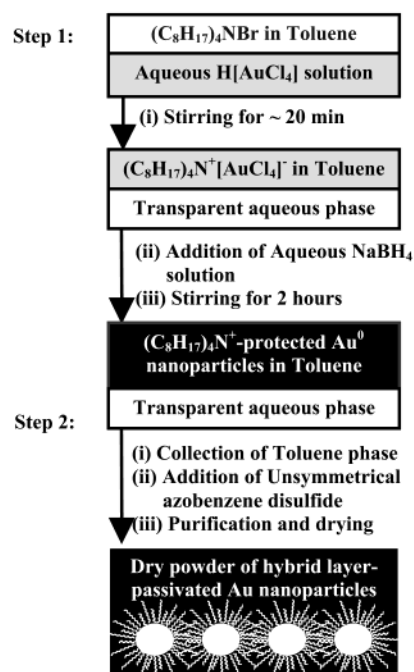 Step 1:
(C₈H₁₇)₄NBr in Toluene
Aqueous H[AuCl₄] solution
(i) Stirring for ~ 20 min
(C₈H₁₇)₄N⁺[AuCl₄]⁻ in Toluene
Transparent aqueous phase
(ii) Addition of Aqueous NaBH₄
solution
(iii) Stirring for 2 hours
(C₈H₁₇)₄N⁺-protected Au⁰
nanoparticles in Toluene
Transparent aqueous phase
Step 2:
(i) Collection of Toluene phase
(ii) Addition of Unsymmetrical
azobenzene disulfide
(iii) Purification and drying
Dry powder of hybrid layer-
passivated Au nanoparticles